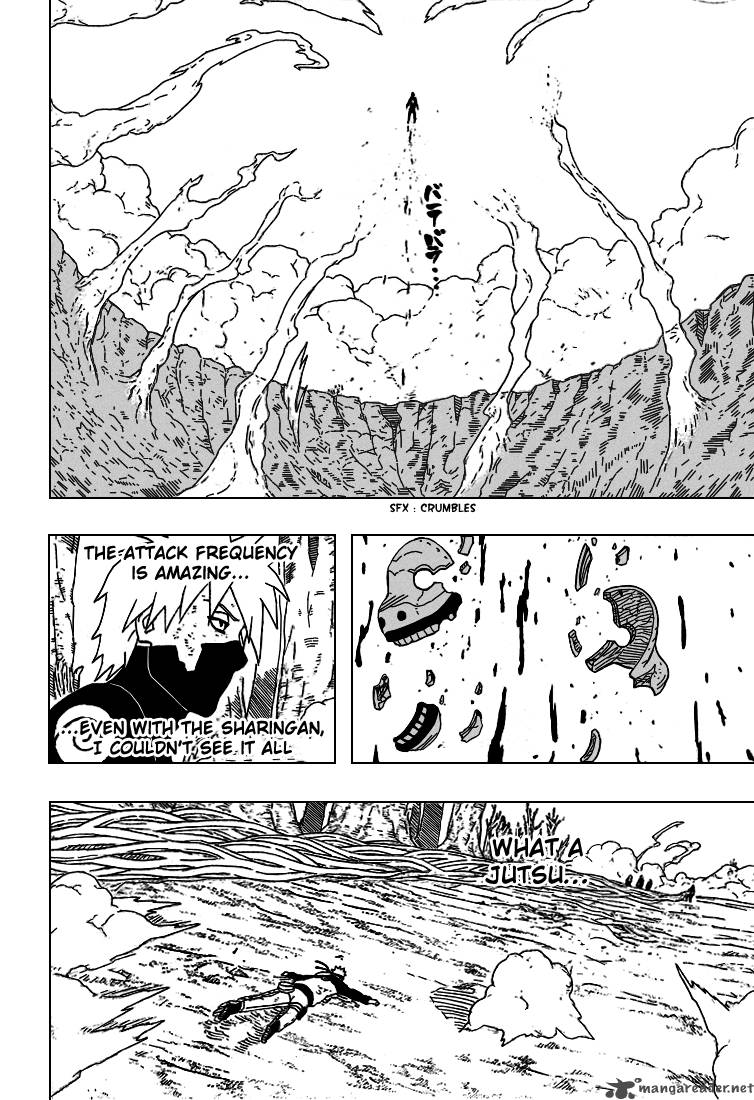 バラバラ・・・
SFX : CRUMBLES
THE ATTACK FREQUENCY
IS AMAZING...
...EVEN WITH THE SHARINGAN,
I COULDN'T SEE IT ALL
WHAT A
JUTSU...
mangareader.net